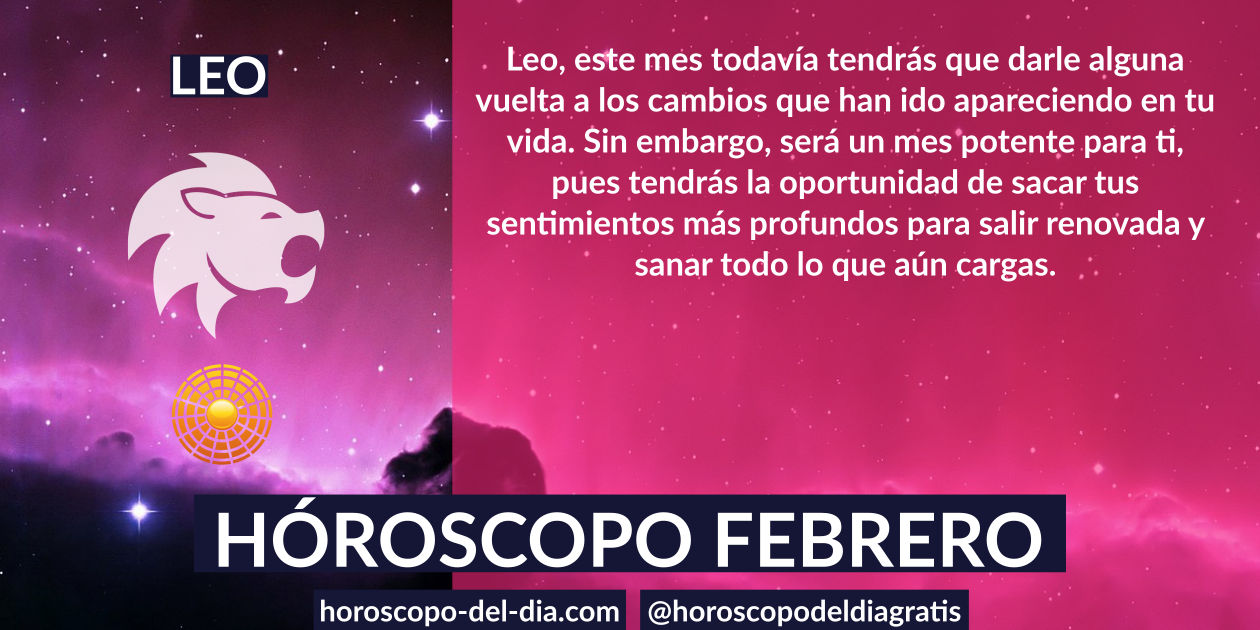 LEO
Leo, este mes todavía tendrás que darle alguna
vuelta a los cambios que han ido apareciendo en tu
vida. Sin embargo, será un mes potente para ti,
pues tendrás la oportunidad de sacar tus
sentimientos más profundos para salir renovada y
sanar todo lo que aún cargas.
HÓROSCOPO FEBRERO
horoscopo-del-dia.com @horoscopodeldiagratis